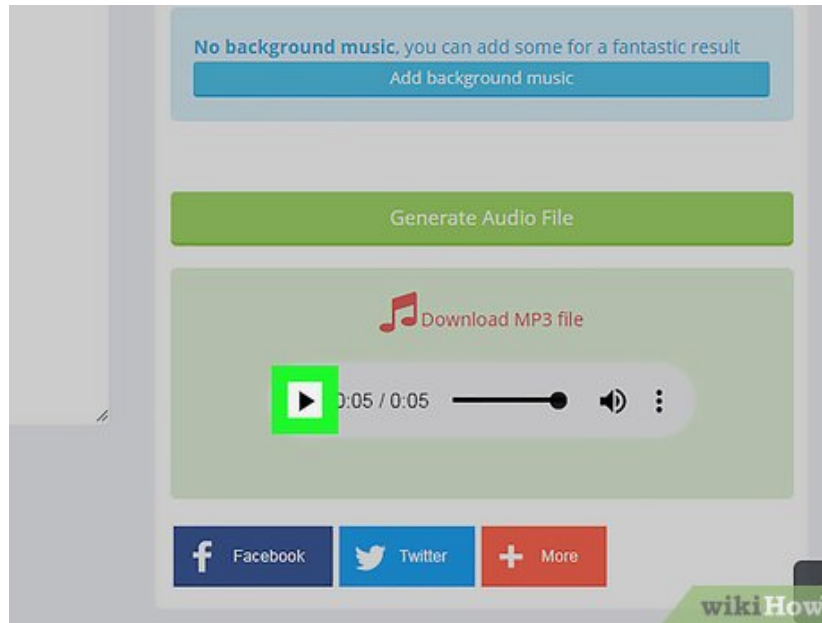 No background music, you can add some for a fantastic result
Add background music
Generate Audio File
Download MP3 file
0:05 / 0:05
f Facebook
Twitter
More
wikiHow